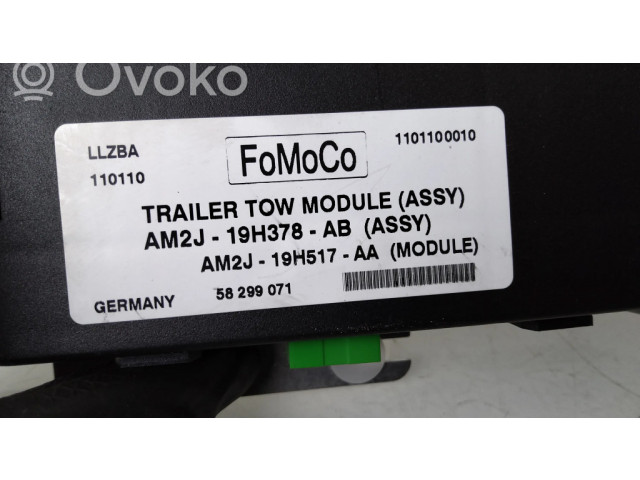 Ovoko
LLZBA
FoMoCo
1101100010
110110
TRAILER TOW MODULE (ASSY)
AM2J - 19H378 - AB (ASSY)
AM2J - 19H517 - AA (MODULE)
GERMANY
58 299 071